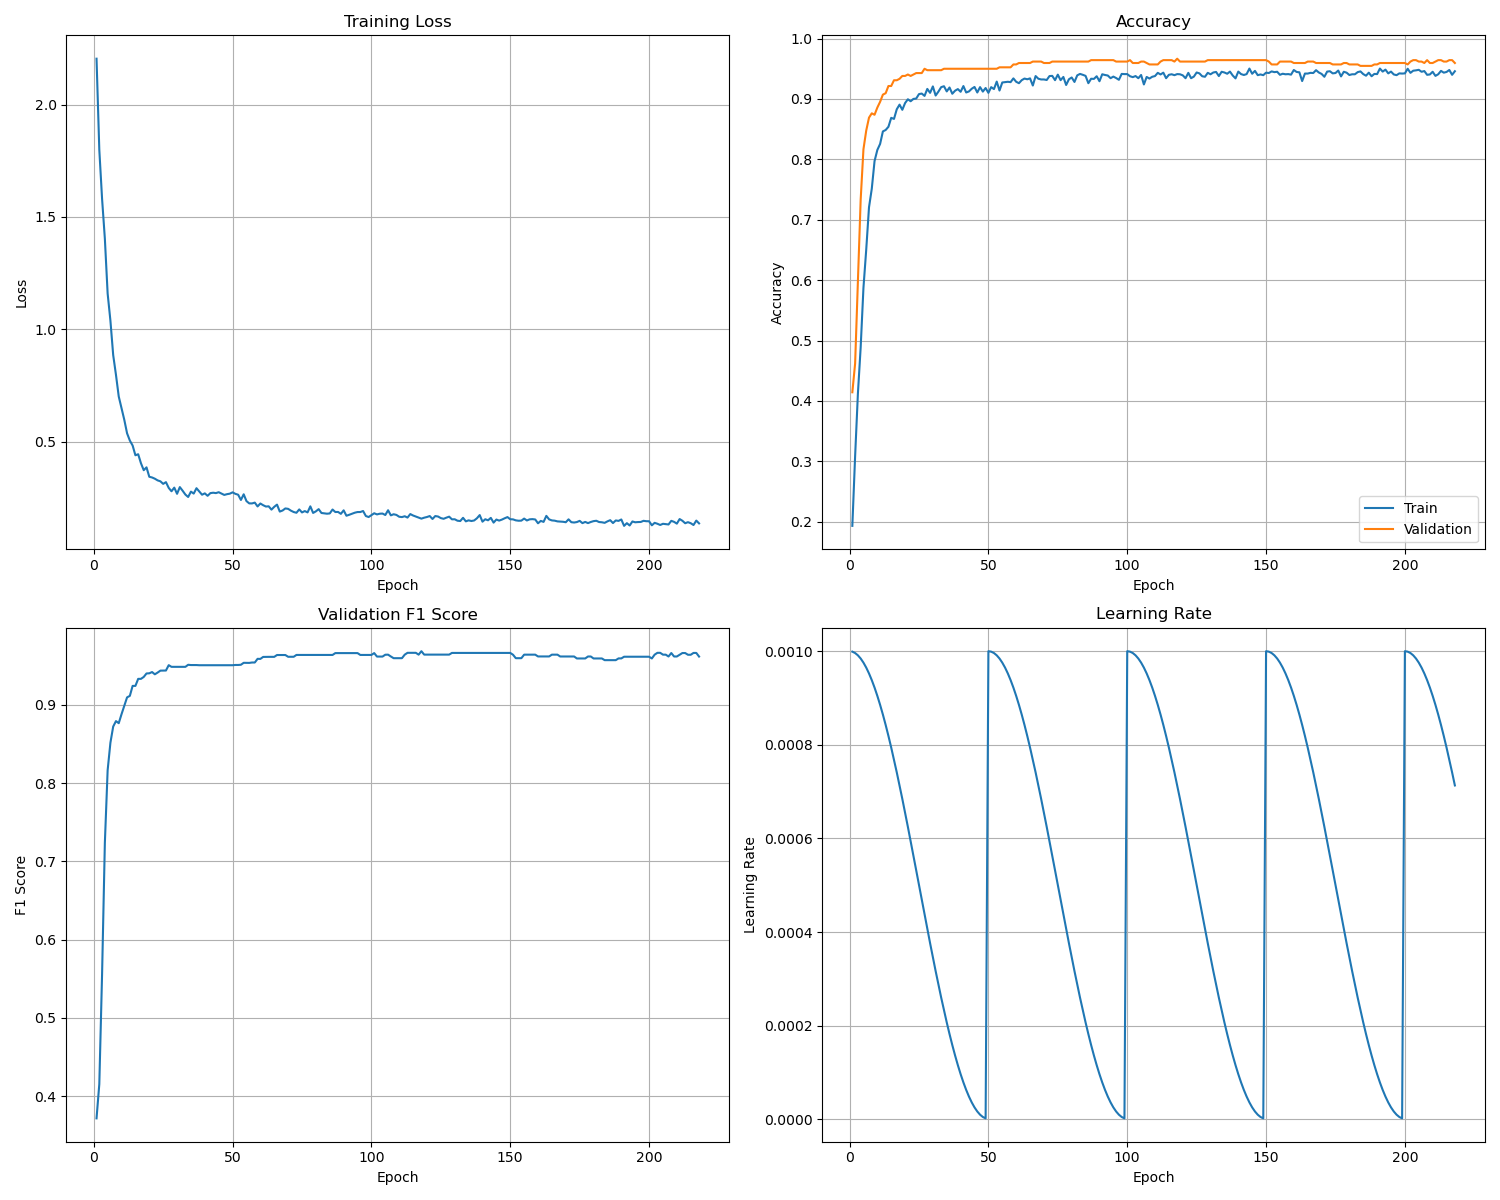 Training Loss
2.0
1.5
1.0
0.5
Loss
0 50 100 150 200
Epoch
Accuracy
1.0
0.9
0.8
0.7
0.6
0.5
0.4
0.3
0.2
Accuracy
Train
Validation
0 50 100 150 200
Epoch
Validation F1 Score
0.9
0.8
0.7
0.6
0.5
0.4
F1 Score
0 50 100 150 200
Epoch
Learning Rate
0.0010
0.0008
0.0006
0.0004
0.0002
0.0000
Learning Rate
0 50 100 150 200
Epoch